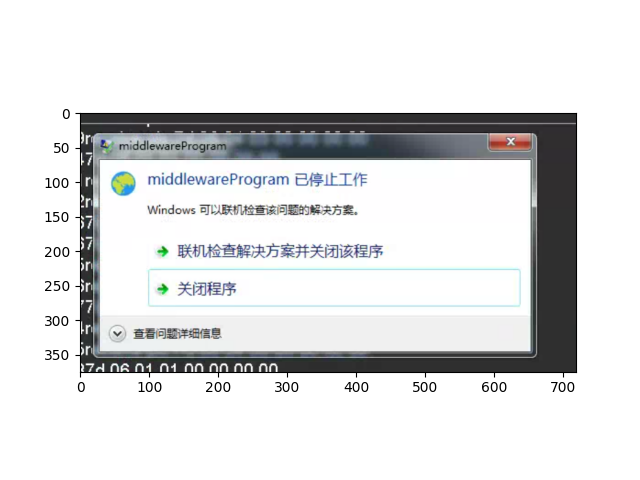 0
50
100
150
200
250
300
350
middlewareProgram
middlewareProgram 已停止工作
Windows 可以联机检查该问题的解决方案。
联机检查解决方案并关闭该程序
关闭程序
查看问题详细信息
37d 06 01 01 00 00 00 00
0 100 200 300 400 500 600 700